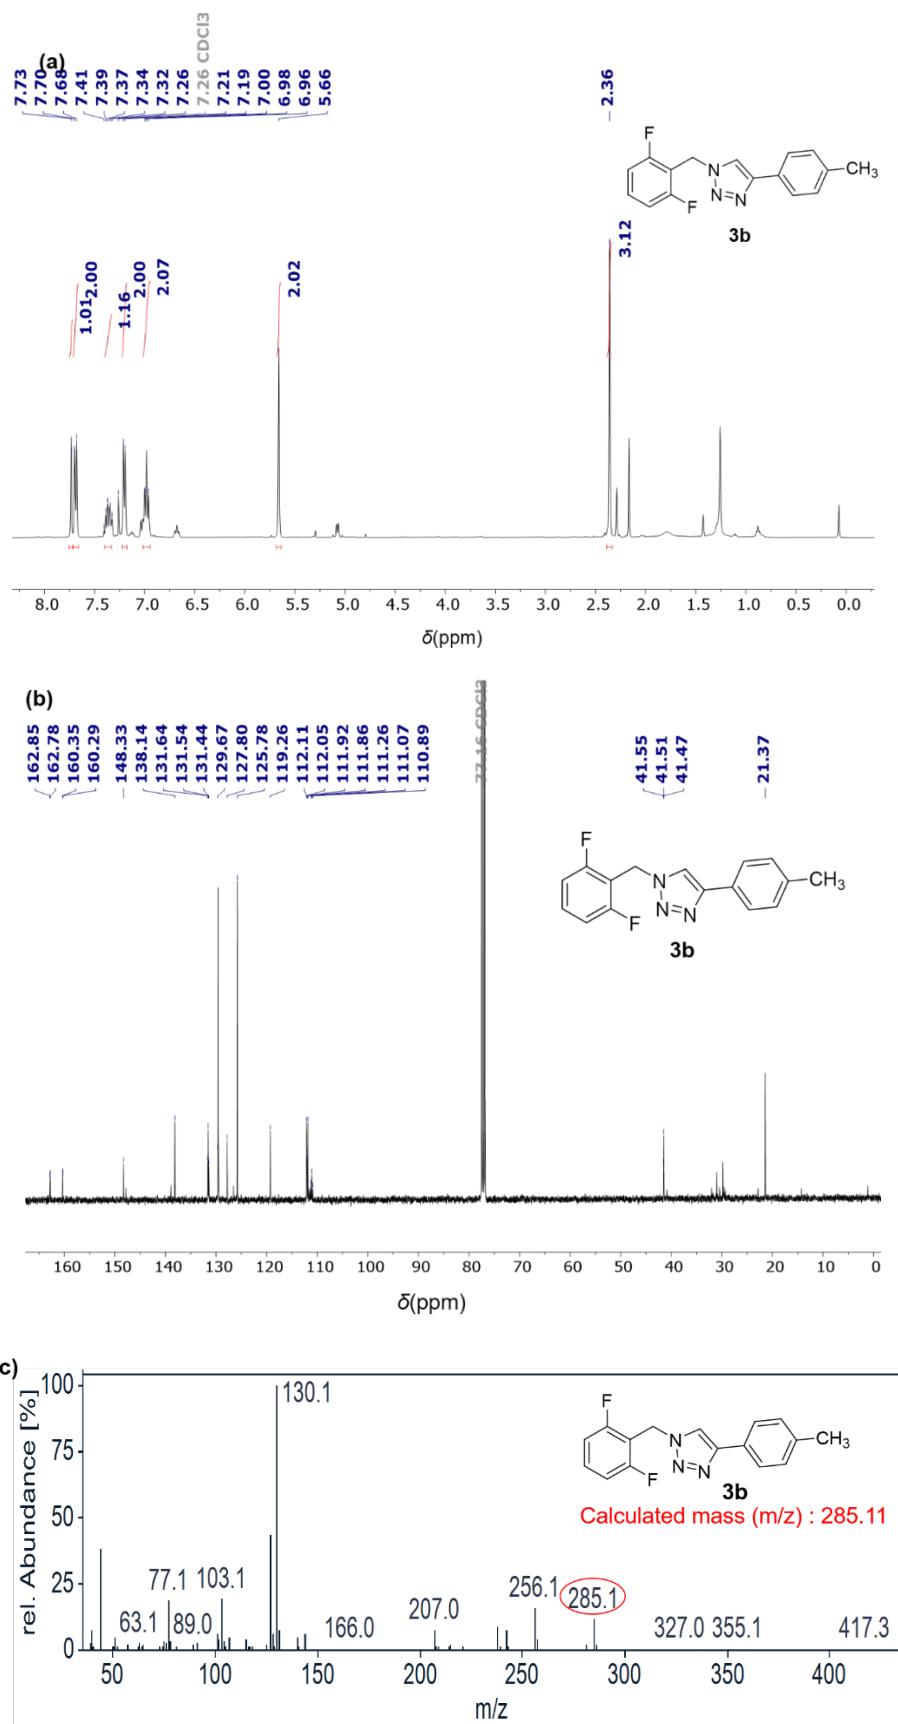 (a)
7.73
7.70
7.68
7.41
7.39
7.37
7.34
7.32
7.26
7.26 CDCl3
7.21
7.19
7.00
6.98
6.96
5.66
2.36
F
N
CH3
N=N
F
3b
1.01
2.00
1.16
2.00
2.07
2.02
3.12
8.0 7.5 7.0 6.5 6.0 5.5 5.0 4.5 4.0 3.5 3.0 2.5 2.0 1.5 1.0 0.5 0.0
δ(ppm)
(b)
162.85
162.78
160.35
160.29
148.33
138.14
131.64
131.54
131.44
129.67
127.80
125.78
119.26
112.11
112.05
111.92
111.86
111.26
111.07
110.89
77.16 CDCl3
41.55
41.51
41.47
21.37
F
N
CH3
N=N
F
3b
160 150 140 130 120 110 100 90 80 70 60 50 40 30 20 10 0
δ(ppm)
c)
rel. Abundance [%]
100
75
50
25
0
130.1
77.1
103.1
63.1
89.0
166.0
207.0
256.1
285.1
327.0
355.1
417.3
F
N
CH3
N=N
F
3b
Calculated mass (m/z) : 285.11
50 100 150 200 250 300 350 400
m/z